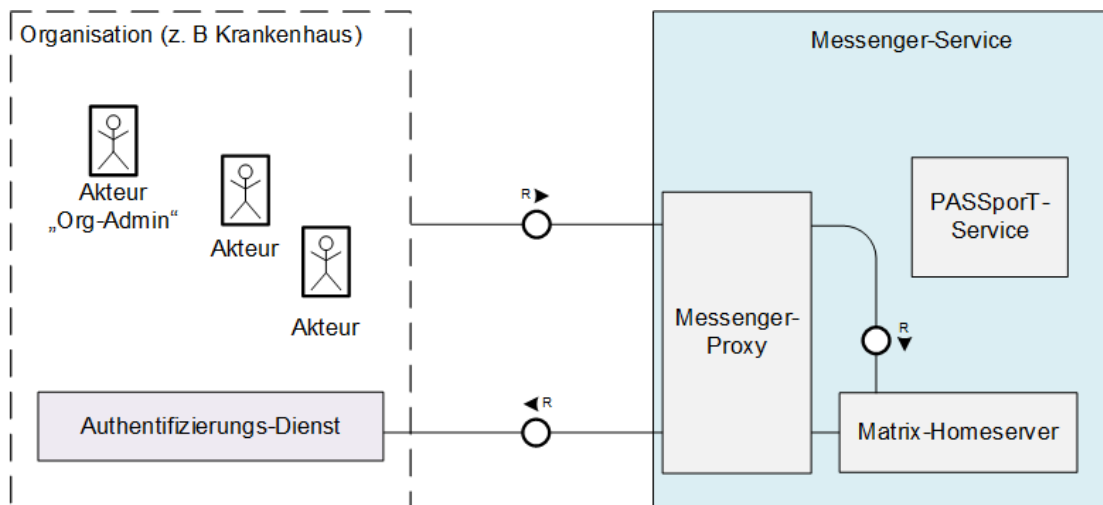 Organisation (z. B Krankenhaus)
Akteur
„Org-Admin“
Akteur
Akteur
Authentifizierungs-Dienst
R
R
Messenger-Service
PASSporT-
Service
Messenger-
Proxy
R
Matrix-Homeserver